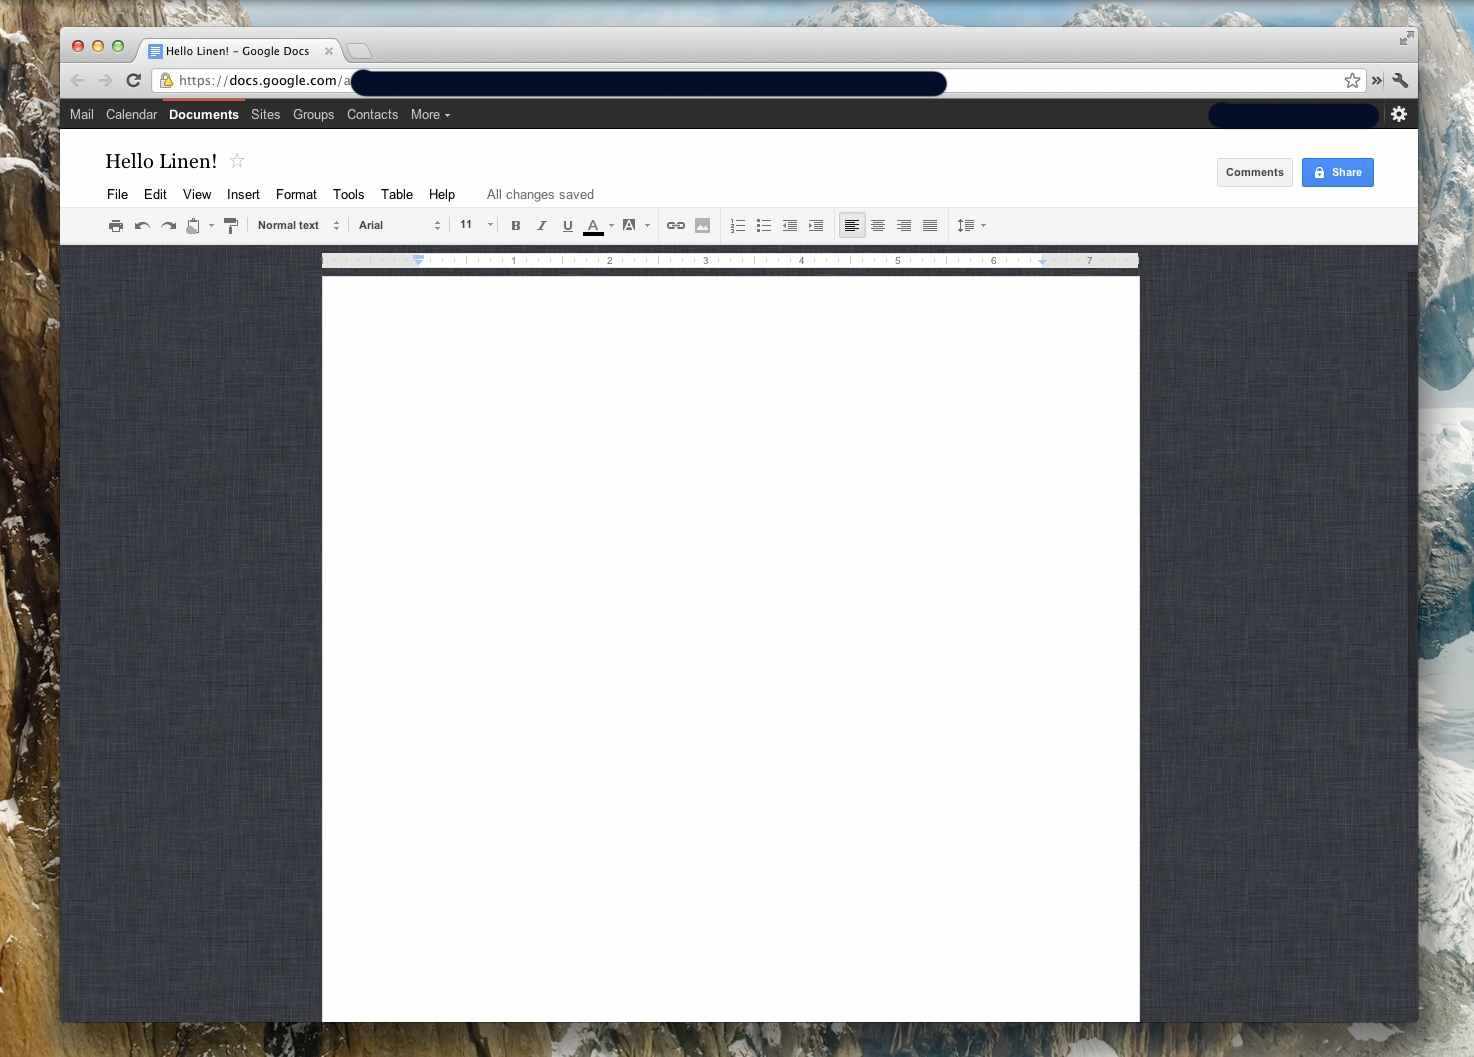 Hello Linen! – Google Docs
https://docs.google.com/a
Mail Calendar Documents Sites Groups Contacts More
Hello Linen!
Comments Share
File Edit View Insert Format Tools Table Help All changes saved
Normal text Arial 11 B I U A A
1 2 3 4 5 6 7